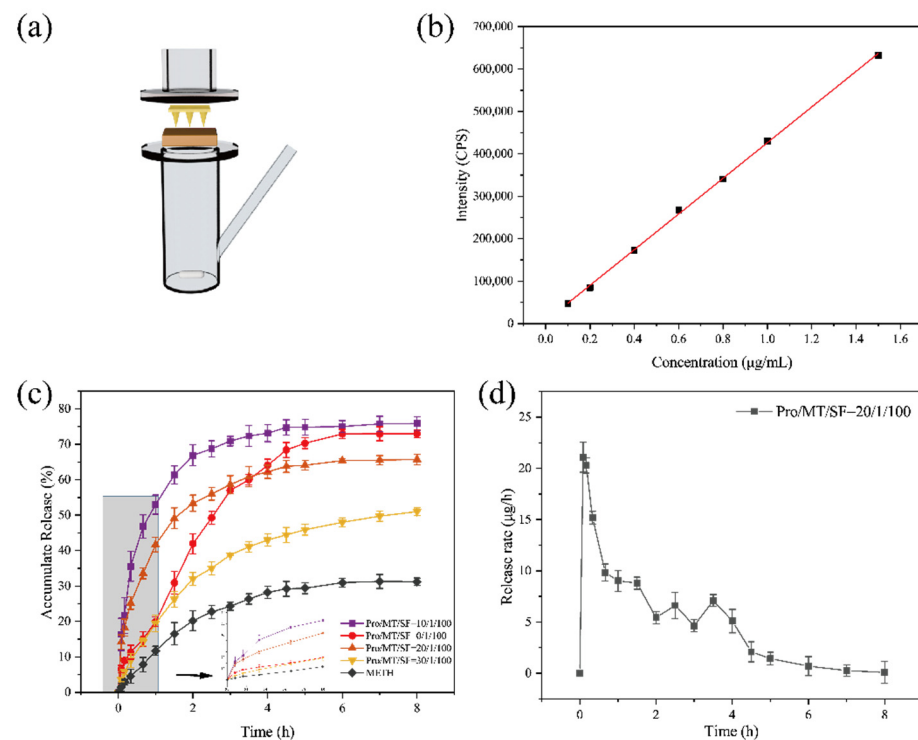 (a)
(b)
700,000
600,000
500,000
400,000
300,000
200,000
100,000
0
Intensity (CPS)
0.0 0.2 0.4 0.6 0.8 1.0 1.2 1.4 1.6
Concentration (μg/mL)
(c)
80
70
60
50
40
30
20
10
0
Accumulate Release (%)
Pro/MT/SF=10/1/100
Pro/MT/SF=0/1/100
Pro/MT/SF=20/1/100
Pro/MT/SF=30/1/100
METH
0 1 2 3 4 5 6 7 8
Time (h)
(d)
Pro/MT/SF=20/1/100
25
20
15
10
5
0
Release rate (μg/h)
0 2 4 6 8
Time (h)